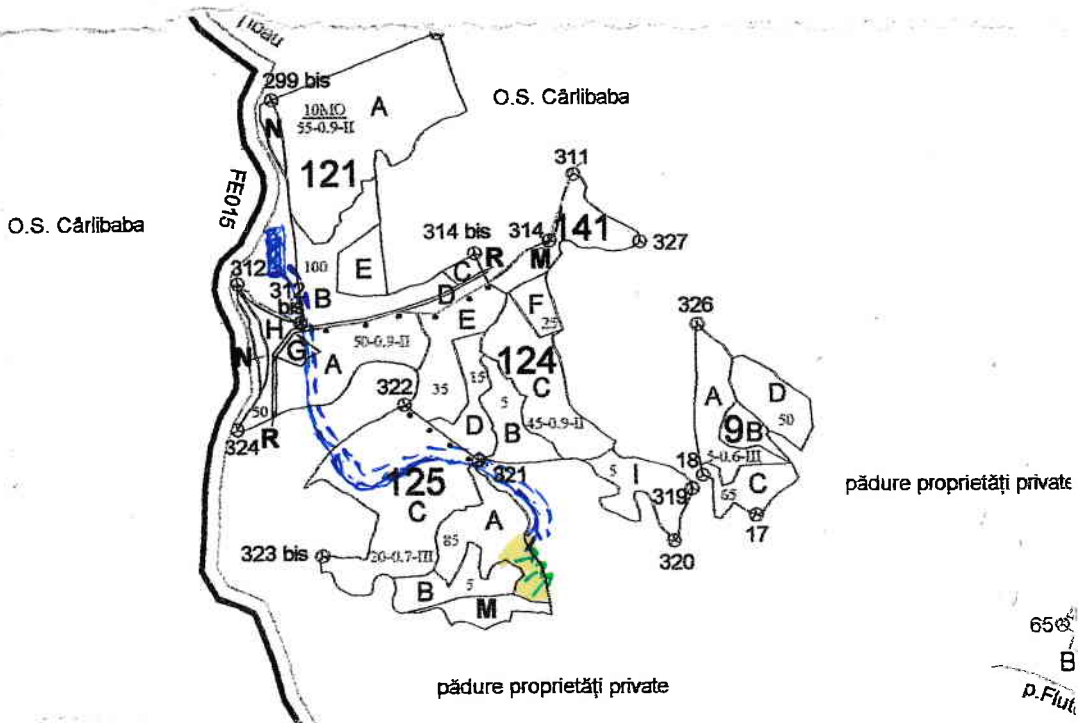 299 bis
A
O.S. Cârlibaba
10MO
55-0.9-II
N
121
311
FE015
O.S. Cârlibaba
314 bis
314
141
R
M
327
312
100
E
C
312 bis
B
D
326
H
E
F
25
G
A
50-0.9-II
N
124
C
A
D
50
322
35
15
5
9
B
50
D
B
45-0.9-II
5-0.6-III
324
R
321
5
I
18
319
65
C
pădure proprietăți private
125
C
A
17
320
323 bis
20-0.7-III
85
B
5
M
65
B
pădure proprietăți private